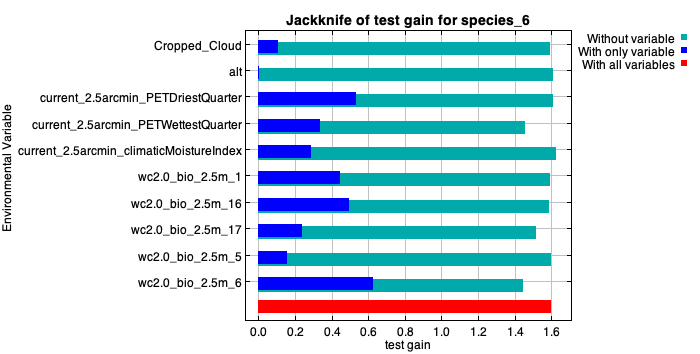 Jackknife of test gain for species_6
Without variable
With only variable
With all variables
Environmental Variable
Cropped_Cloud
alt
current_2.5arcmin_PETDriestQuarter
current_2.5arcmin_PETWettestQuarter
current_2.5arcmin_climaticMoistureIndex
wc2.0_bio_2.5m_1
wc2.0_bio_2.5m_16
wc2.0_bio_2.5m_17
wc2.0_bio_2.5m_5
wc2.0_bio_2.5m_6
0.0 0.2 0.4 0.6 0.8 1.0 1.2 1.4 1.6
test gain